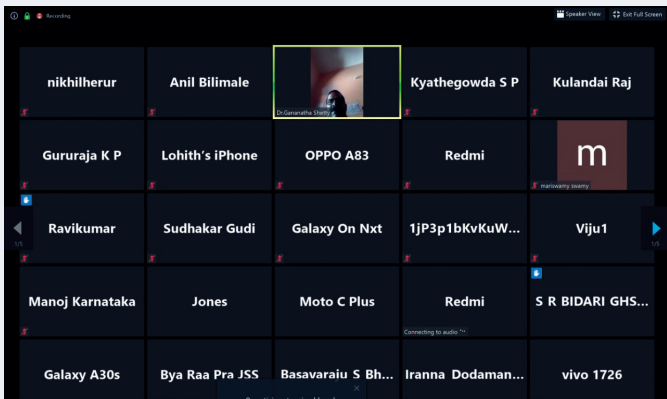 Recording
Speaker View
Exit Full Screen
nikhilherur
Anil Bilimale
Dr.Gananatha Shetty
Kyathegowda S P
Kulandai Raj
Gururaja K P
Lohith's iPhone
OPPO A83
Redmi
m
mariswamy swamy
Ravikumar
Sudhakar Gudi
Galaxy On Nxt
1jP3p1bKvKuW...
Viju1
1/5
1/5
Manoj Karnataka
Jones
Moto C Plus
Redmi
Connecting to audio ···
S R BIDARI GHS...
Galaxy A30s
Bya Raa Pra JSS
Basavaraju S Bh...
Iranna Dodaman...
vivo 1726